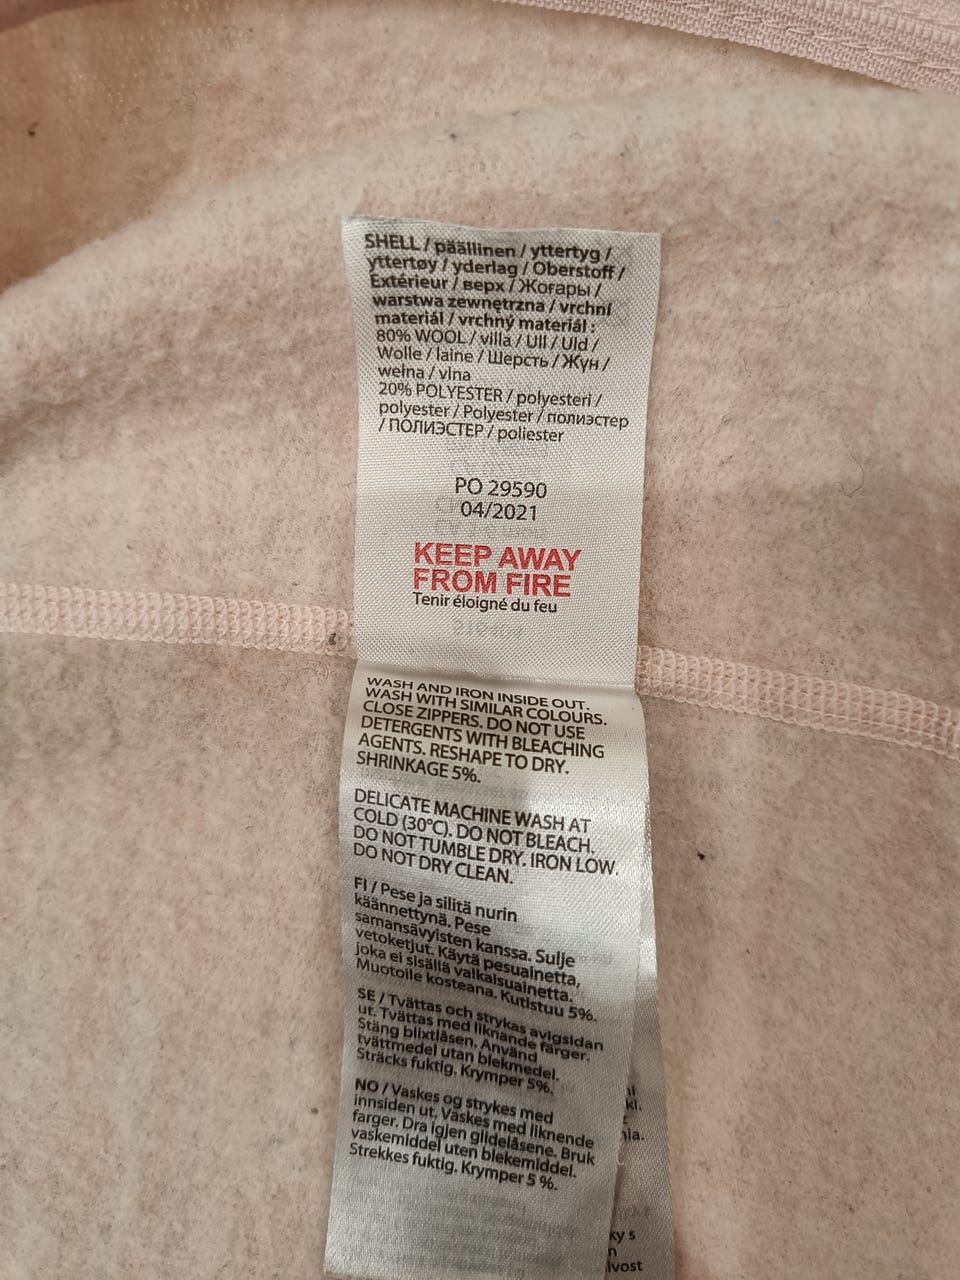 SHELL / päällinen / yttertyg /
yttertøy / yderlag / Oberstoff /
Extérieur / верх / Жоғары /
warstwa zewnętrzna / vrchní
materiál / vrchný materiál :
80% WOOL / villa / Ull / Uld /
Wolle / laine / Шерсть / Жүн /
wełna / vlna
20% POLYESTER / polyesteri /
polyester / Polyester / полиэстер
/ ПОЛИЭСТЕР / poliester
PO 29590
04/2021
KEEP AWAY
FROM FIRE
Tenir éloigné du feu
WASH AND IRON INSIDE OUT.
WASH WITH SIMILAR COLOURS.
CLOSE ZIPPERS. DO NOT USE
DETERGENTS WITH BLEACHING
AGENTS. RESHAPE TO DRY.
SHRINKAGE 5%.
DELICATE MACHINE WASH AT
COLD (30°C). DO NOT BLEACH.
DO NOT TUMBLE DRY. IRON LOW.
DO NOT DRY CLEAN.
FI / Pese ja silitä nurin
käännettynä. Pese
samansävyisten kanssa. Sulje
vetoketjut. Käytä pesuainetta,
joka ei sisällä valkaisuainetta.
Muotoile kosteana. Kutistuu 5%.
SE / Tvättas och strykas avigsidan
ut. Tvättas med liknande färger.
Stäng blixtlåsen. Använd
tvättmedel utan blekmedel.
Sträcks fuktig. Krymper 5%.
NO / Vaskes og strykes med
innsiden ut. Vaskes med liknende
farger. Dra igjen glidelåsene. Bruk
vaskemiddel uten blekemiddel.
Strekkes fuktig. Krymper 5 %.